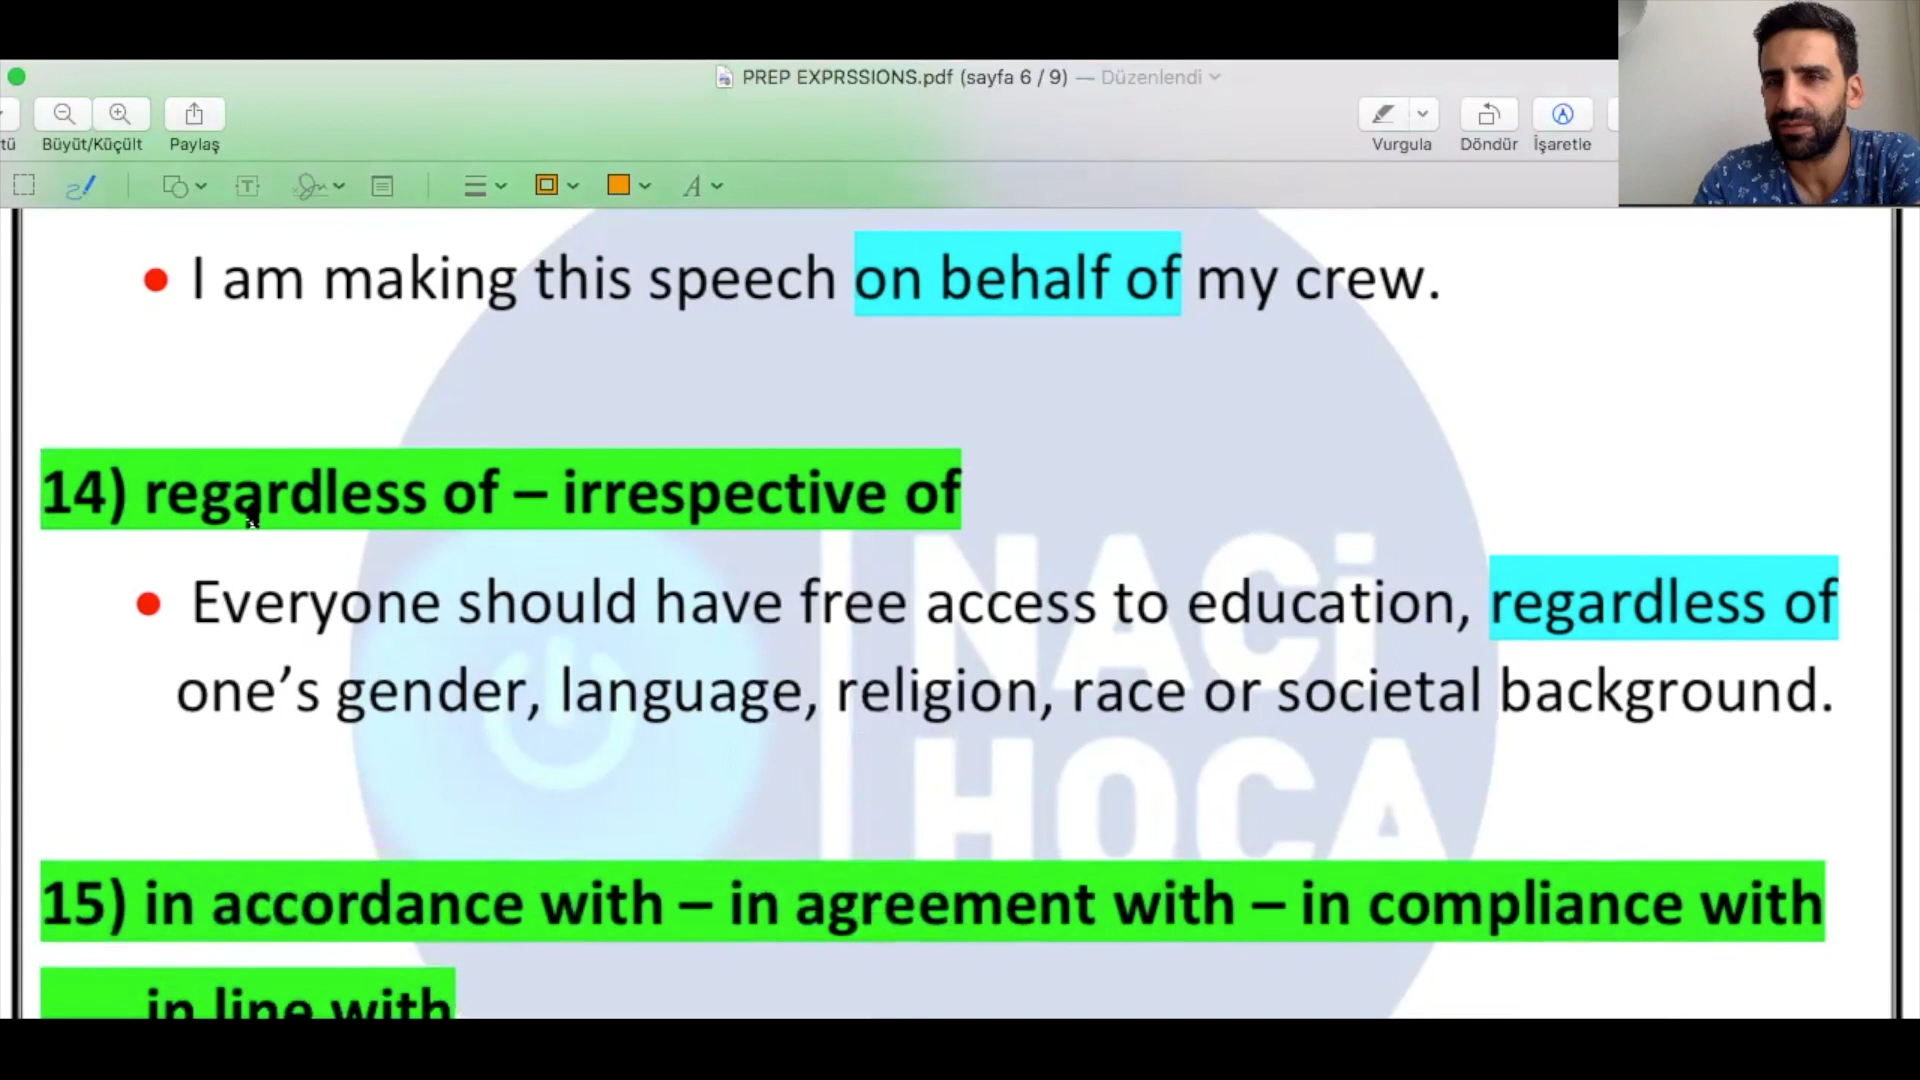 PREP EXPRSSIONS.pdf (sayfa 6 / 9) — Düzenlendi
tü
Büyüt/Küçült
Paylaş
Vurgula
Döndür
İşaretle
• I am making this speech on behalf of my crew.
14) regardless of – irrespective of
• Everyone should have free access to education, regardless of
one’s gender, language, religion, race or societal background.
NACi
HOCA
15) in accordance with – in agreement with – in compliance with
in line with